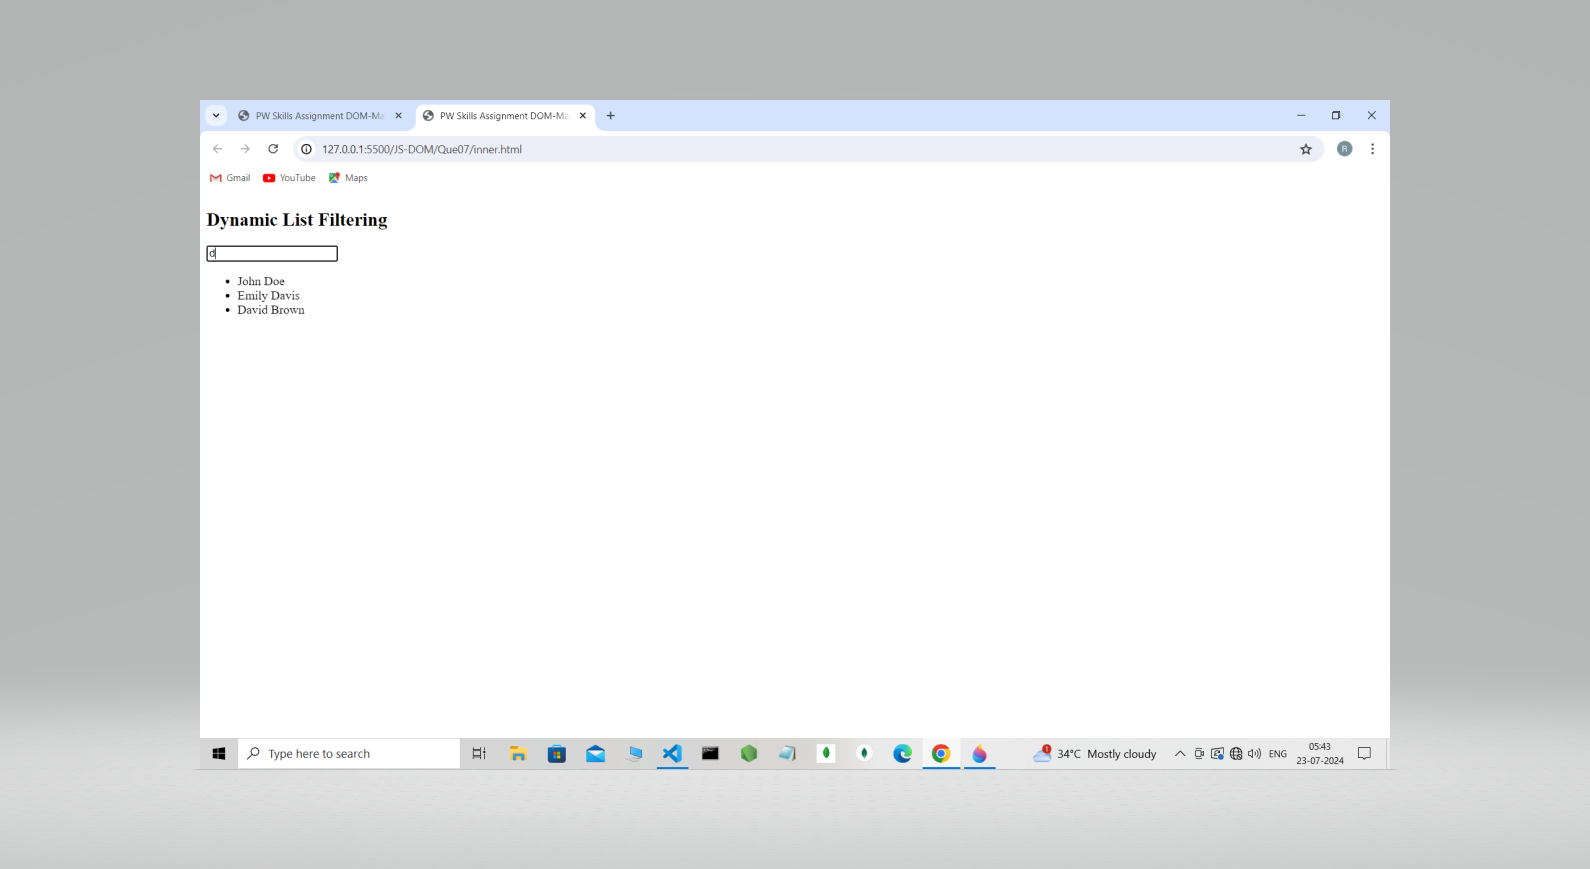 PW Skills Assignment DOM-Ma
PW Skills Assignment DOM-Ma
127.0.0.1:5500/JS-DOM/Que07/inner.html
R
Gmail
YouTube
Maps
Dynamic List Filtering
d
John Doe
Emily Davis
David Brown
Type here to search
1
34°C Mostly cloudy
ENG
05:43
23-07-2024